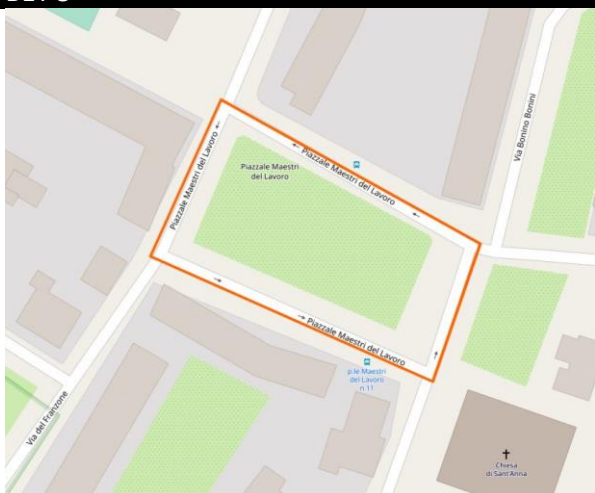 Piazzale Maestri del Lavoro
Piazzale Maestri del Lavoro
Piazzale Maestri
del Lavoro
Via Bonino Bonini
Piazzale Maestri del Lavoro
p.le Maestri
del Lavoro
n 11
Via del Franzone
Chiesa
di Sant'Anna